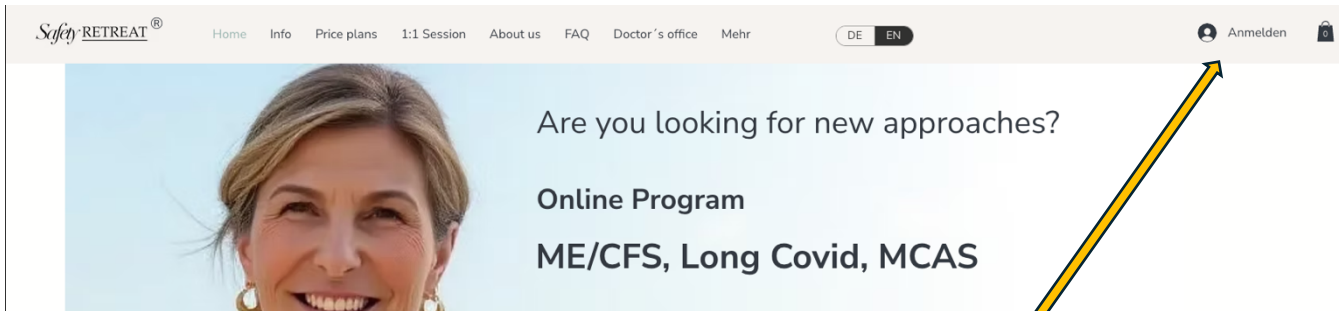 Safety RETREAT ®
Home Info Price plans 1:1 Session About us FAQ Doctor´s office Mehr
DE EN
Anmelden
0
Are you looking for new approaches?
Online Program
ME/CFS, Long Covid, MCAS